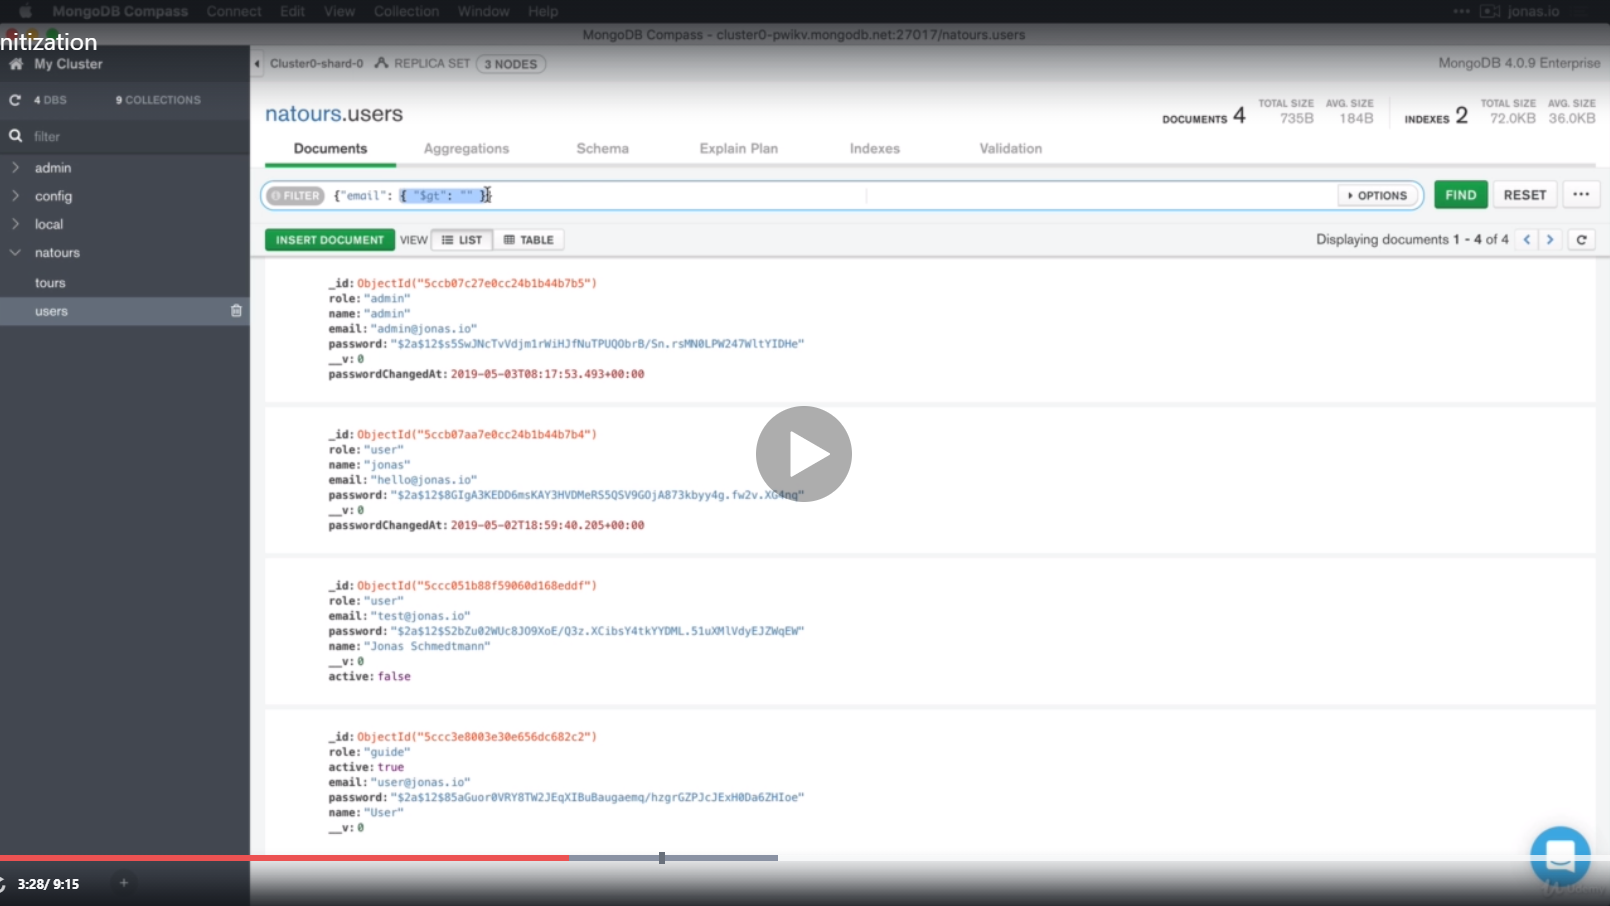 MongoDB Compass Connect Edit View Collection Window Help ••• jonas.io
nitization
MongoDB Compass - cluster0-pwikv.mongodb.net:27017/natours.users
My Cluster
Cluster0-shard-0 REPLICA SET 3 NODES MongoDB 4.0.9 Enterprise
4 DBS 9 COLLECTIONS
filter
admin
config
local
natours
tours
users
natours.users
DOCUMENTS 4 TOTAL SIZE 735B AVG. SIZE 184B INDEXES 2 TOTAL SIZE 72.0KB AVG. SIZE 36.0KB
Documents Aggregations Schema Explain Plan Indexes Validation
FILTER {"email": { "$gt": "" }} OPTIONS FIND RESET •••
INSERT DOCUMENT VIEW LIST TABLE Displaying documents 1 - 4 of 4 < >
_id: ObjectId("5ccb07c27e0cc24b1b44b7b5")
role: "admin"
name: "admin"
email: "admin@jonas.io"
password: "$2a$12$s5SwJNcTvVdjm1rWiHJfNuTPUQObrB/Sn.rsMN0LPW247WltYIDHe"
__v: 0
passwordChangedAt: 2019-05-03T08:17:53.493+00:00
_id: ObjectId("5ccb07aa7e0cc24b1b44b7b4")
role: "user"
name: "jonas"
email: "hello@jonas.io"
password: "$2a$12$8GIgA3KEDD6msKAY3HVDMeRS5QSV9GOjA873kbyy4g.fw2v.XG4nq"
__v: 0
passwordChangedAt: 2019-05-02T18:59:40.205+00:00
_id: ObjectId("5ccc051b88f59060d168eddf")
role: "user"
email: "test@jonas.io"
password: "$2a$12$S2bZu02WUc8JO9XoE/Q3z.XCibsY4tkYYDML.51uXMlVdyEJZWqEW"
name: "Jonas Schmedtmann"
__v: 0
active: false
_id: ObjectId("5ccc3e8003e30e656dc682c2")
role: "guide"
active: true
email: "user@jonas.io"
password: "$2a$12$85aGuor0VRY8TW2JEqXIBuBaugaemq/hzgrGZPJcJExH0Da6ZHIoe"
name: "User"
__v: 0
3:28/ 9:15 +